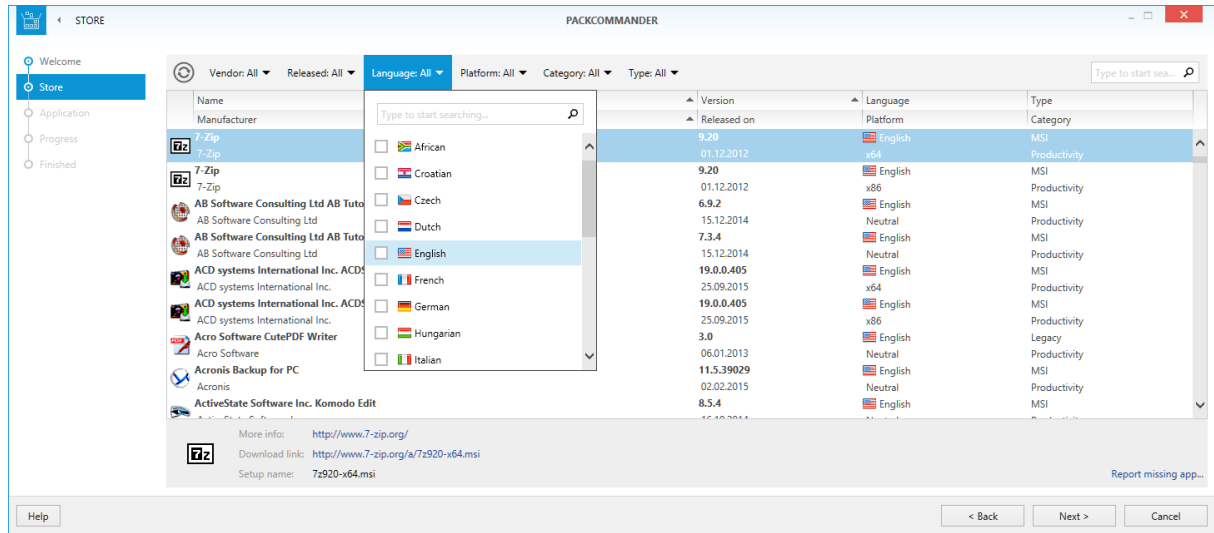 STORE
PACKCOMMANDER
Welcome
Store
Application
Progress
Finished
Vendor: All Released: All Language: All Platform: All Category: All Type: All
Type to start sea...
Name Version Language Type
Manufacturer Released on Platform Category
Type to start searching...
African
Croatian
Czech
Dutch
English
French
German
Hungarian
Italian
7-Zip 9.20 English MSI
7-Zip 01.12.2012 x64 Productivity
7-Zip 9.20 English MSI
7-Zip 01.12.2012 x86 Productivity
AB Software Consulting Ltd AB Tuto 6.9.2 English MSI
AB Software Consulting Ltd 15.12.2014 Neutral Productivity
AB Software Consulting Ltd AB Tuto 7.3.4 English MSI
AB Software Consulting Ltd 15.12.2014 Neutral Productivity
ACD systems International Inc. ACDS 19.0.0.405 English MSI
ACD systems International Inc. 25.09.2015 x64 Productivity
ACD systems International Inc. ACDS 19.0.0.405 English MSI
ACD systems International Inc. 25.09.2015 x86 Productivity
Acro Software CutePDF Writer 3.0 English Legacy
Acro Software 06.01.2013 Neutral Productivity
Acronis Backup for PC 11.5.39029 English MSI
Acronis 02.02.2015 Neutral Productivity
ActiveState Software Inc. Komodo Edit 8.5.4 English MSI
More info: http://www.7-zip.org/
Download link: http://www.7-zip.org/a/7z920-x64.msi
Setup name: 7z920-x64.msi
Report missing app...
Help
< Back
Next >
Cancel